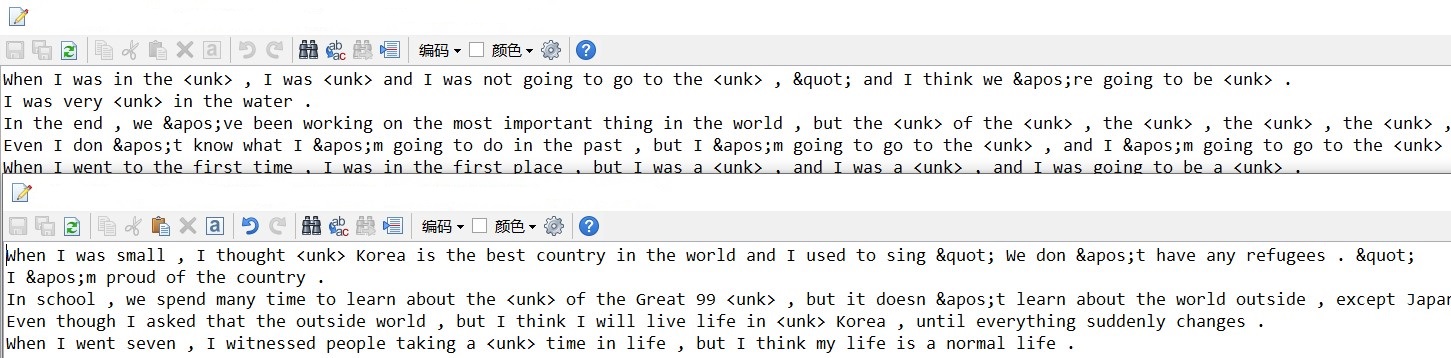 编码 颜色
When I was in the <unk> , I was <unk> and I was not going to go to the <unk> , &quot; and I think we &apos;re going to be <unk> .
I was very <unk> in the water .
In the end , we &apos;ve been working on the most important thing in the world , but the <unk> of the <unk> , the <unk> , the <unk> , the <unk> ,
Even I don &apos;t know what I &apos;m going to do in the past , but I &apos;m going to go to the <unk> , and I &apos;m going to go to the <unk>
When I went to the first time , I was in the first place , but I was a <unk> , and I was a <unk> , and I was going to be a <unk> .
编码 颜色
When I was small , I thought <unk> Korea is the best country in the world and I used to sing &quot; We don &apos;t have any refugees . &quot;
I &apos;m proud of the country .
In school , we spend many time to learn about the <unk> of the Great 99 <unk> , but it doesn &apos;t learn about the world outside , except Japan
Even though I asked that the outside world , but I think I will live life in <unk> Korea , until everything suddenly changes .
When I went seven , I witnessed people taking a <unk> time in life , but I think my life is a normal life .